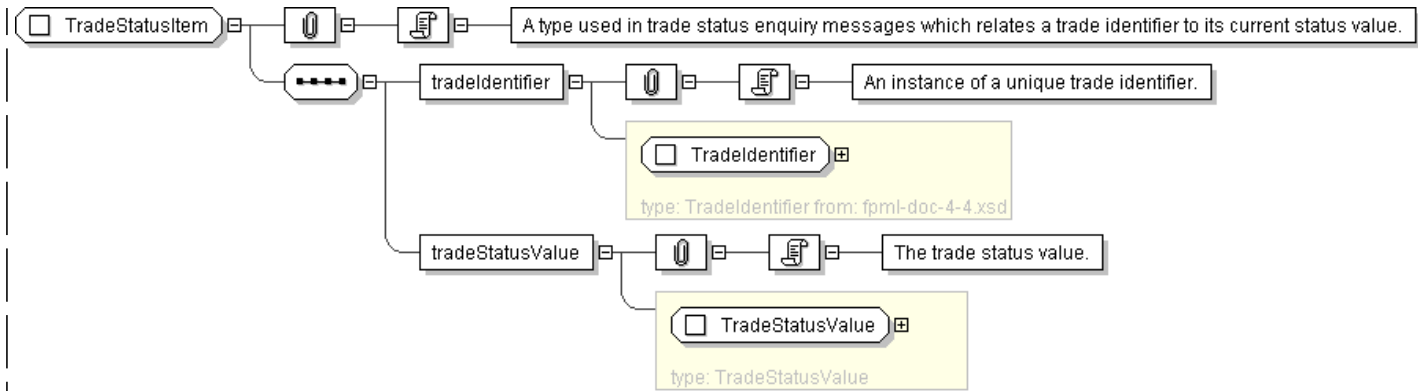 TradeStatusItem
A type used in trade status enquiry messages which relates a trade identifier to its current status value.
tradeIdentifier
An instance of a unique trade identifier.
TradeIdentifier
type: TradeIdentifier from: fpml-doc-4-4.xsd
tradeStatusValue
The trade status value.
TradeStatusValue
type: TradeStatusValue